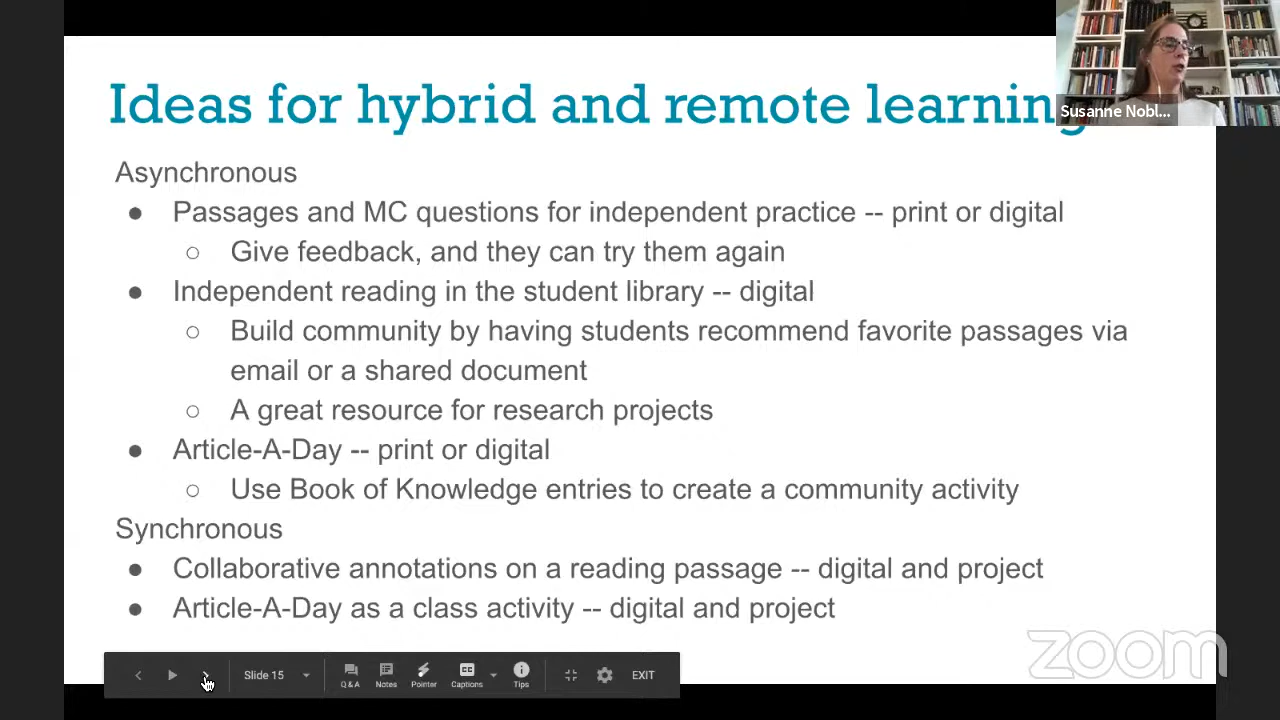 Ideas for hybrid and remote learning
Susanne Nobl...
Asynchronous
● Passages and MC questions for independent practice -- print or digital
○ Give feedback, and they can try them again
● Independent reading in the student library -- digital
○ Build community by having students recommend favorite passages via
email or a shared document
○ A great resource for research projects
● Article-A-Day -- print or digital
○ Use Book of Knowledge entries to create a community activity
Synchronous
● Collaborative annotations on a reading passage -- digital and project
● Article-A-Day as a class activity -- digital and project
zoom
Slide 15
Q&A
Notes
Pointer
CC
Captions
Tips
EXIT